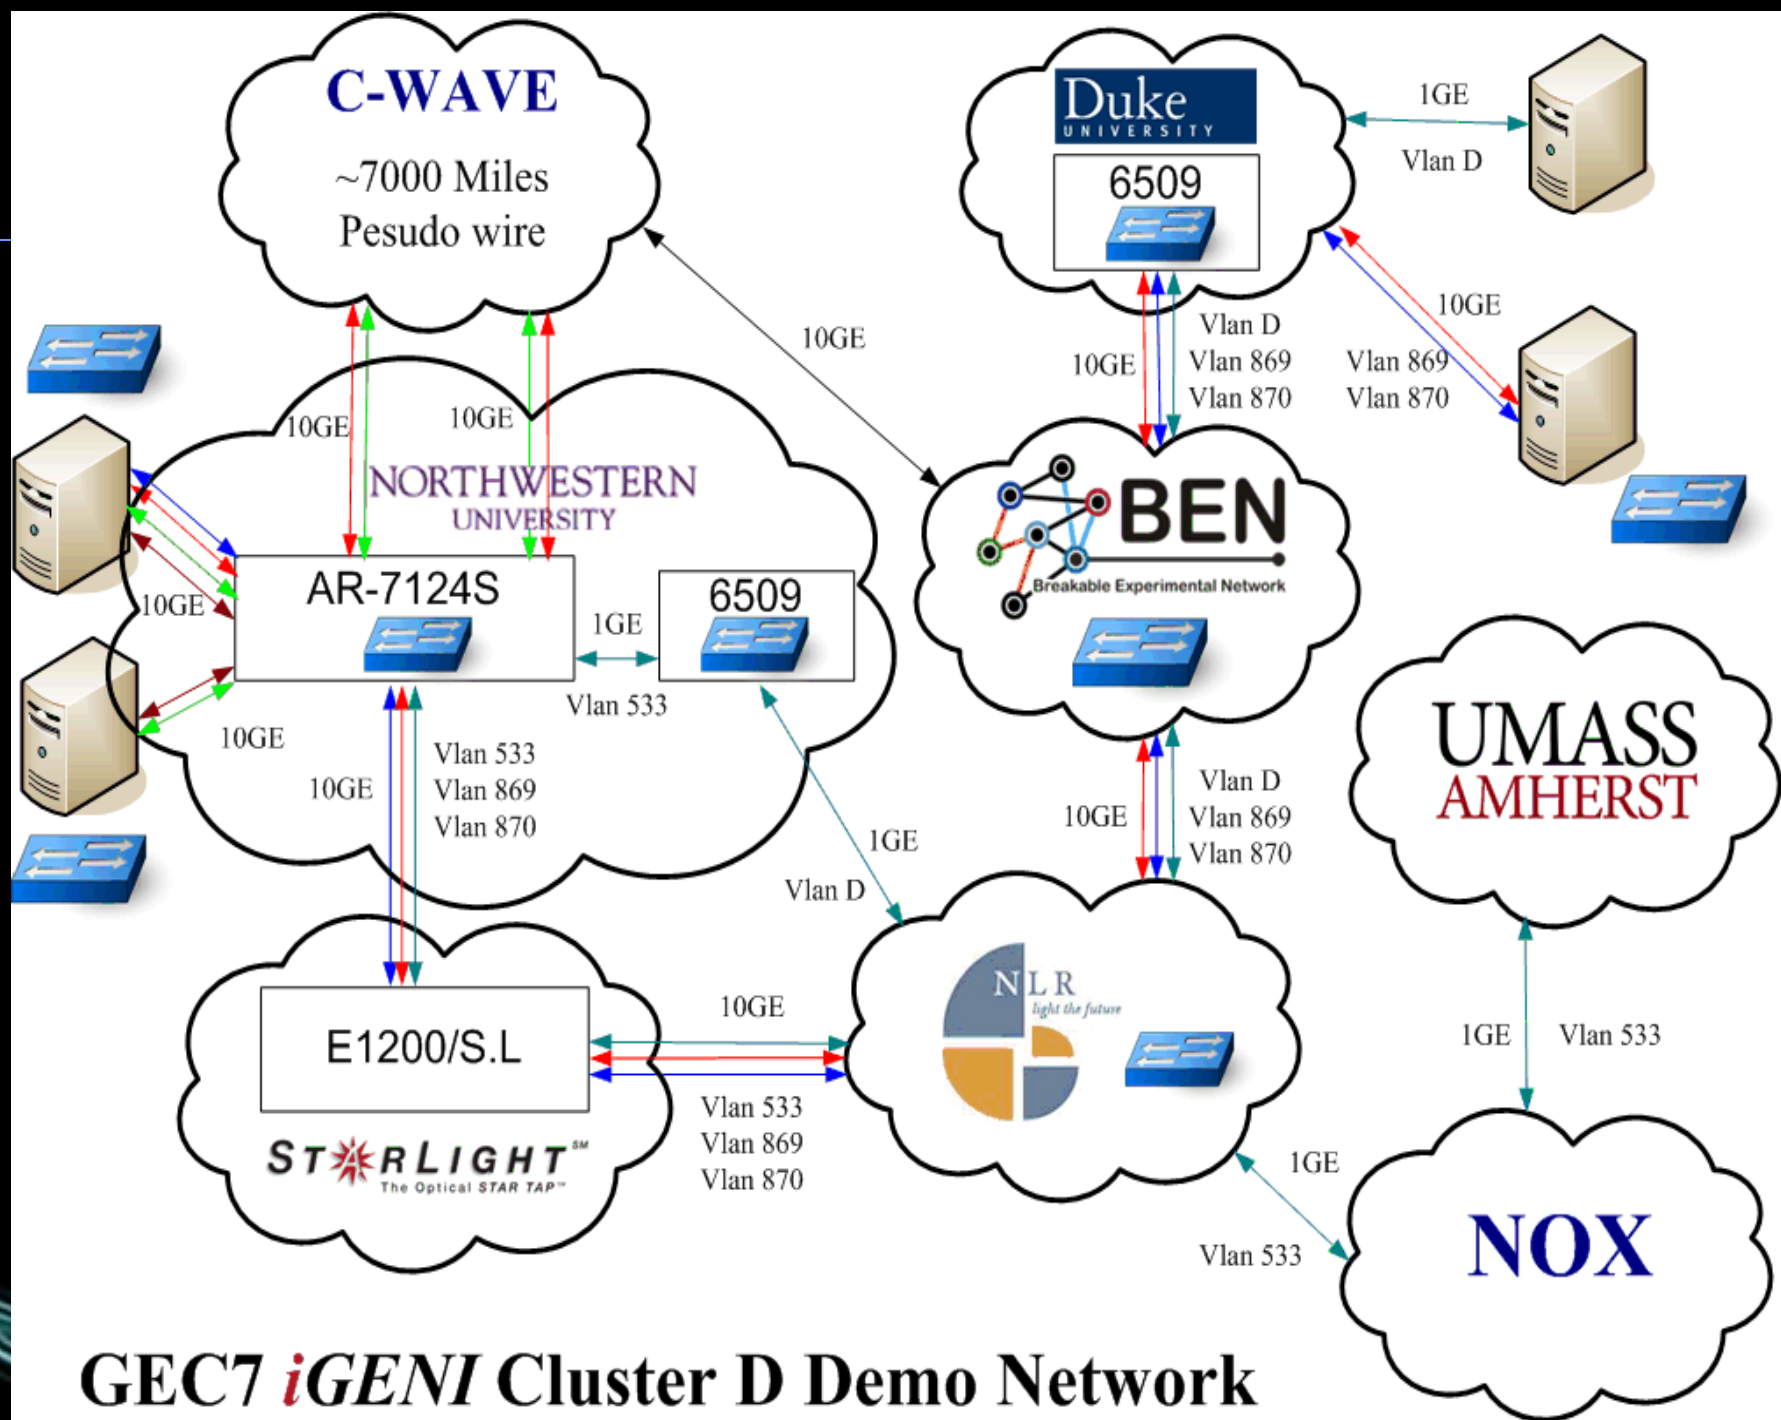 C-WAVE
~7000 Miles
Pesudo wire
Duke
UNIVERSITY
6509
1GE
Vlan D
10GE
Vlan 869
Vlan 870
10GE
Vlan D
Vlan 869
Vlan 870
10GE
10GE
10GE
NORTHWESTERN
UNIVERSITY
AR-7124S
6509
1GE
Vlan 533
10GE
10GE
10GE
Vlan 533
Vlan 869
Vlan 870
BEN
Breakable Experimental Network
10GE
Vlan D
Vlan 869
Vlan 870
1GE
Vlan D
UMASS
AMHERST
1GE
Vlan 533
E1200/S.L
STARLIGHT SM
The Optical STAR TAP™
10GE
Vlan 533
Vlan 869
Vlan 870
NLR
light the future
1GE
Vlan 533
NOX
GEC7 iGENI Cluster D Demo Network